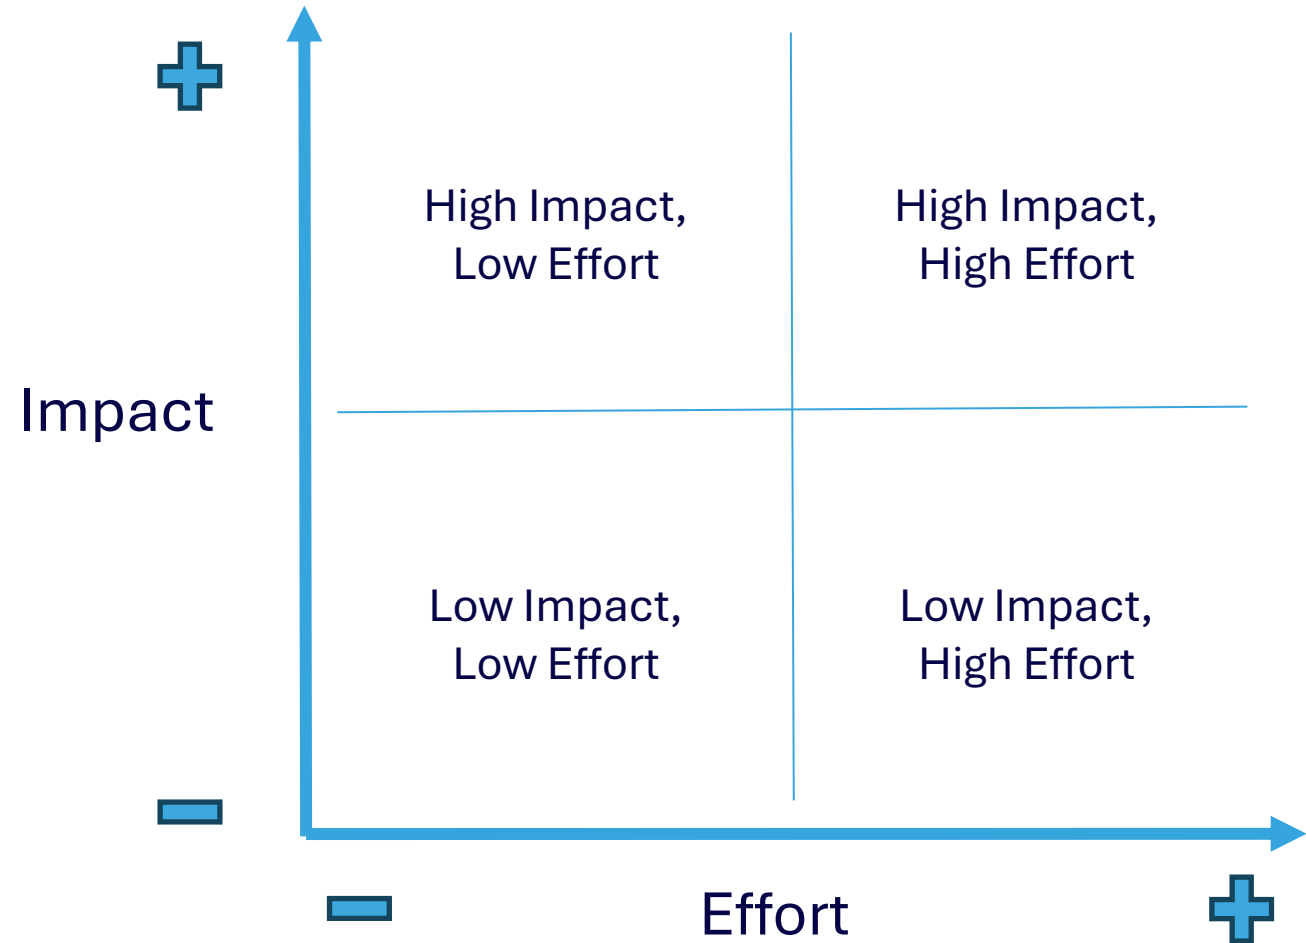 High Impact,
Low Effort
High Impact,
High Effort
Impact
Low Impact,
Low Effort
Low Impact,
High Effort
Effort